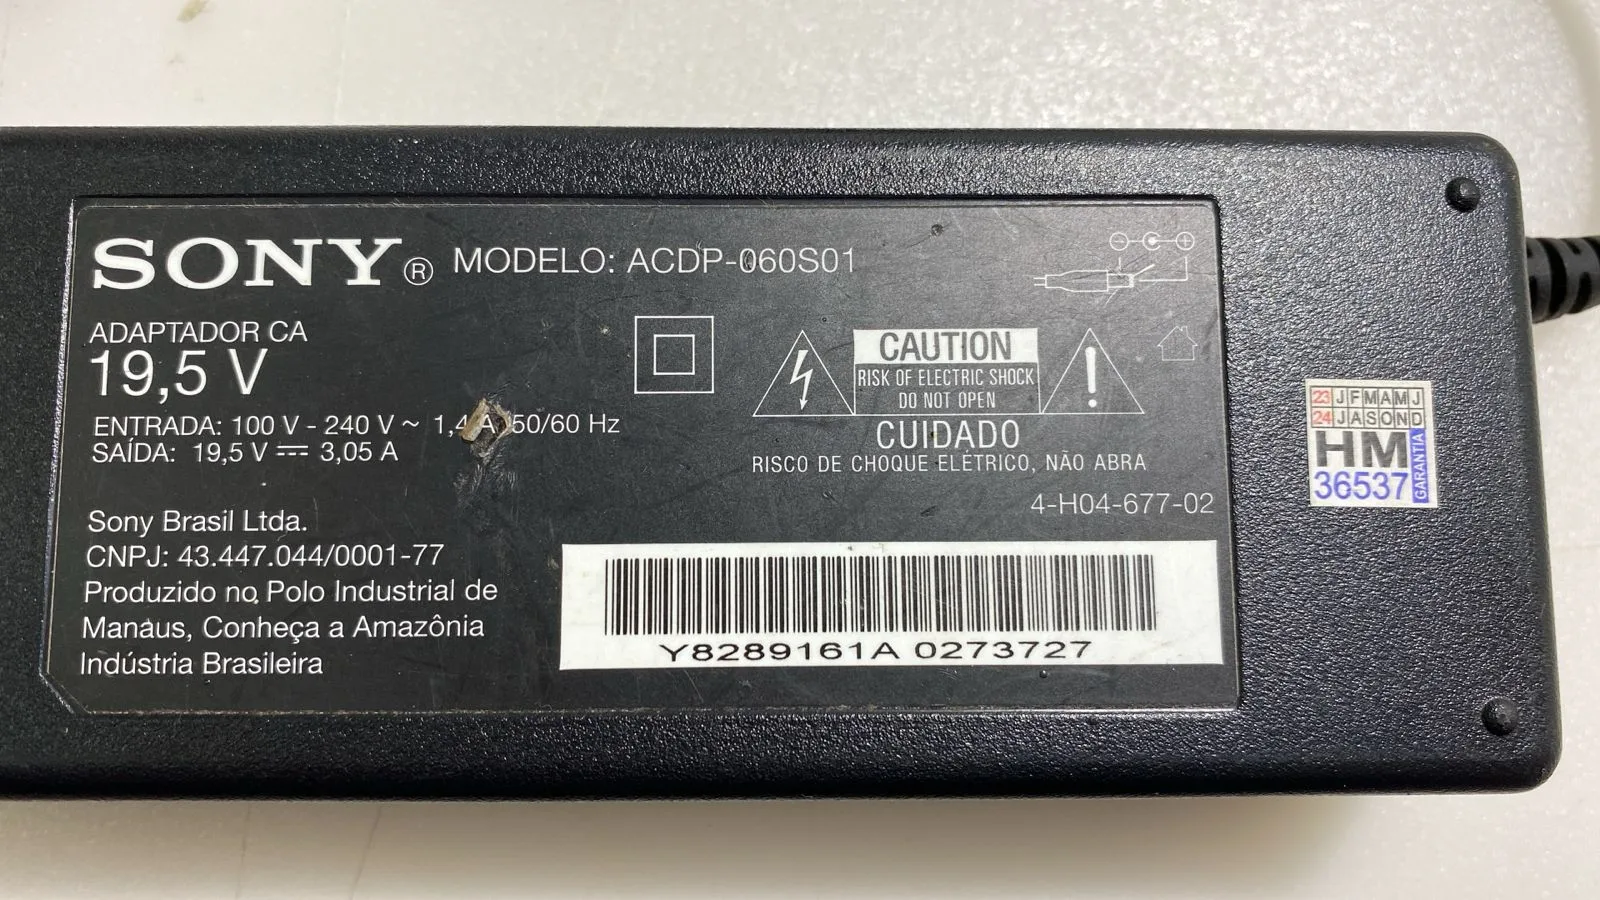 SONY® MODELO: ACDP-060S01
ADAPTADOR CA
19,5 V
ENTRADA: 100 V - 240 V ~ 1,4 A 50/60 Hz
SAÍDA: 19,5 V ⎓ 3,05 A
Sony Brasil Ltda.
CNPJ: 43.447.044/0001-77
Produzido no Polo Industrial de
Manaus, Conheça a Amazônia
Indústria Brasileira
CAUTION
RISK OF ELECTRIC SHOCK
DO NOT OPEN
CUIDADO
RISCO DE CHOQUE ELÉTRICO, NÃO ABRA
4-H04-677-02
Y8289161A 0273727
23 J F M A M J
24 J A S O N D
HM
36537
GARANTIA